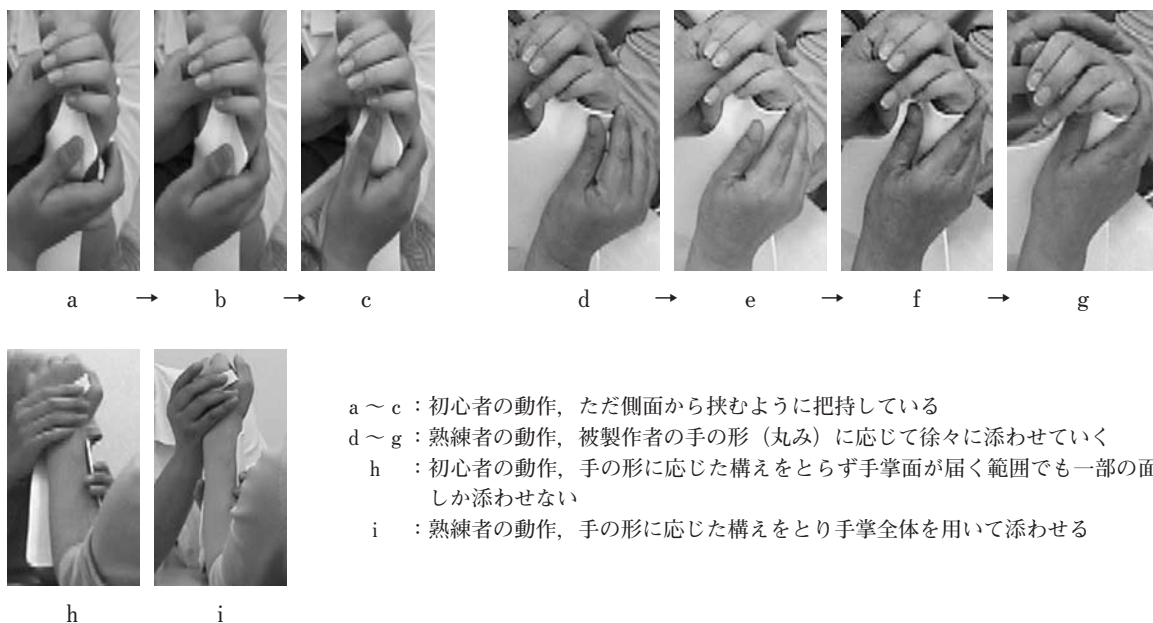 a → b → c
d → e → f → g
a ～ c ：初心者の動作，ただ側面から挟むように把持している
d ～ g ：熟練者の動作，被製作者の手の形（丸み）に応じて徐々に添わせていく
h ：初心者の動作，手の形に応じた構えをとらず手掌面が届く範囲でも一部の面
しか添わせない
i ：熟練者の動作，手の形に応じた構えをとり手掌全体を用いて添わせる
h
i